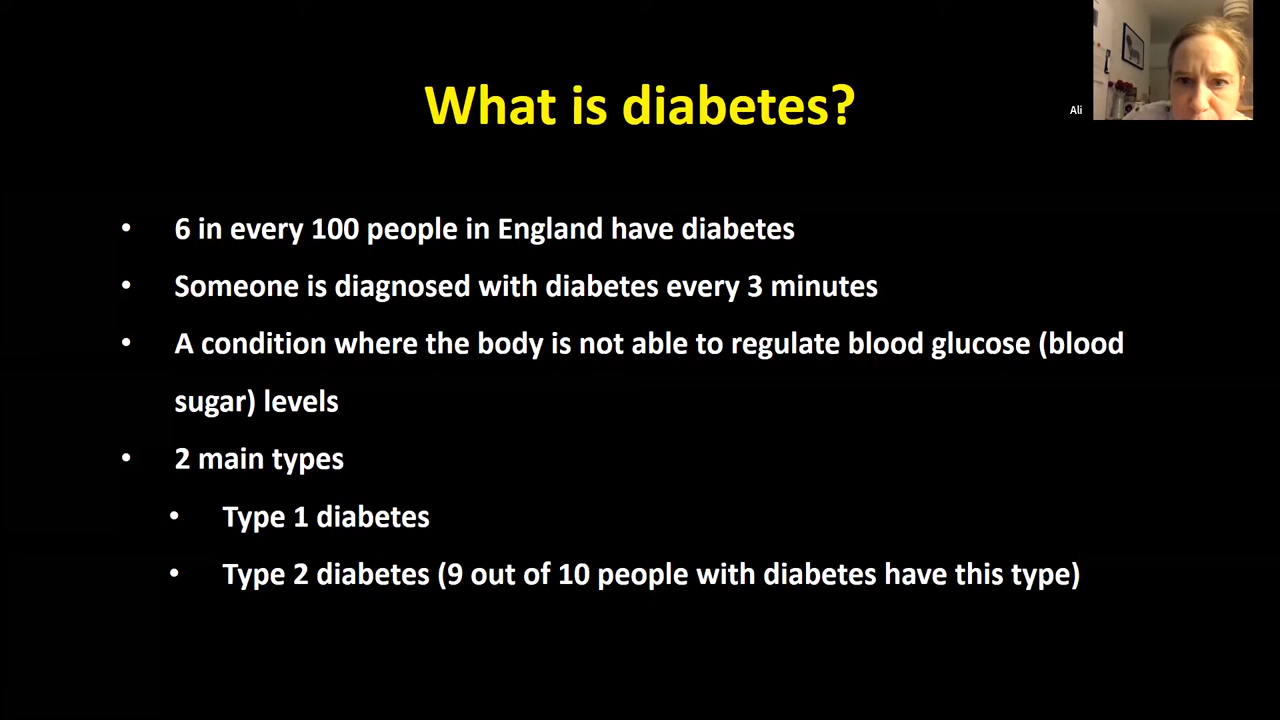 What is diabetes?
Ali
• 6 in every 100 people in England have diabetes
• Someone is diagnosed with diabetes every 3 minutes
• A condition where the body is not able to regulate blood glucose (blood
sugar) levels
• 2 main types
• Type 1 diabetes
• Type 2 diabetes (9 out of 10 people with diabetes have this type)